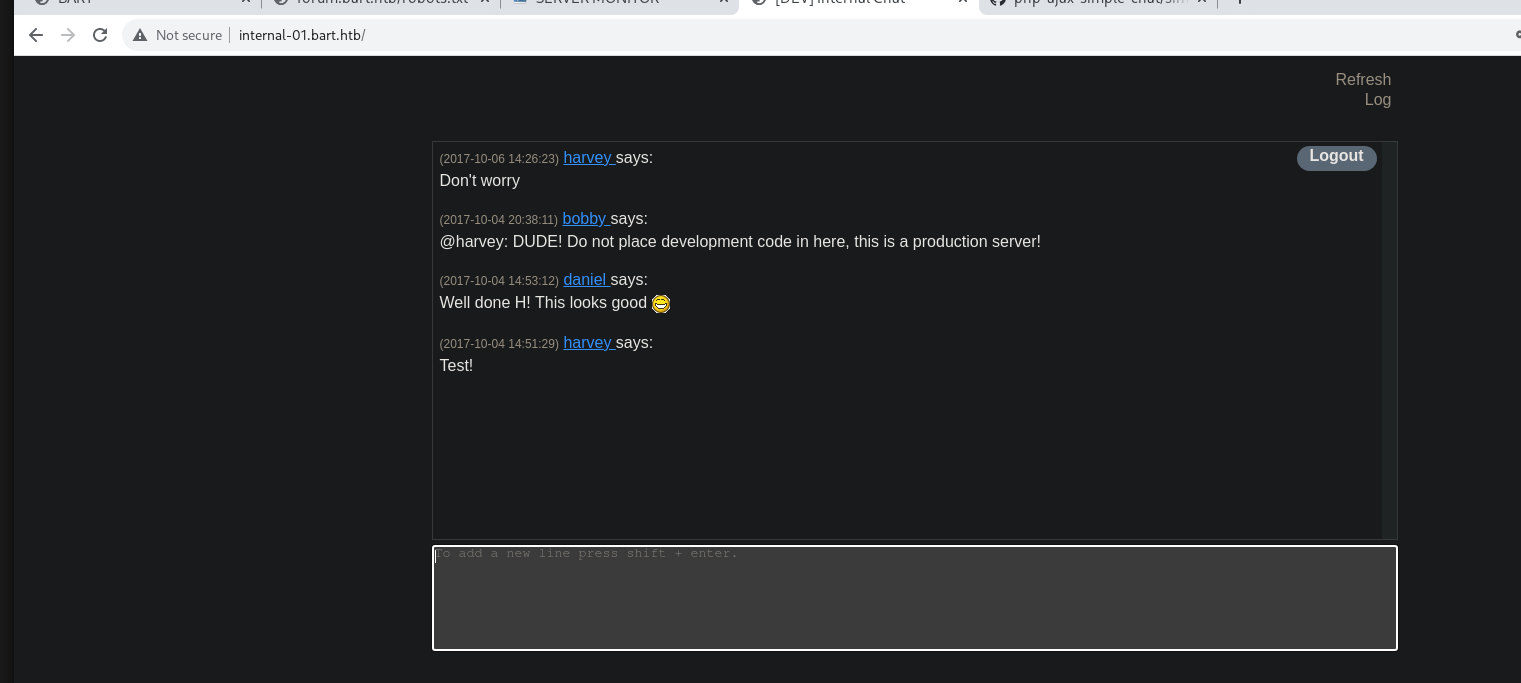 BART
forum.bart.htb/robots.txt
SERVER MONITOR
[DEV] Internal Chat
php-ajax-simple-chat/sim
Not secure internal-01.bart.htb/
Refresh
Log
(2017-10-06 14:26:23) harvey says:
Logout
Don't worry
(2017-10-04 20:38:11) bobby says:
@harvey: DUDE! Do not place development code in here, this is a production server!
(2017-10-04 14:53:12) daniel says:
Well done H! This looks good
(2017-10-04 14:51:29) harvey says:
Test!
To add a new line press shift + enter.